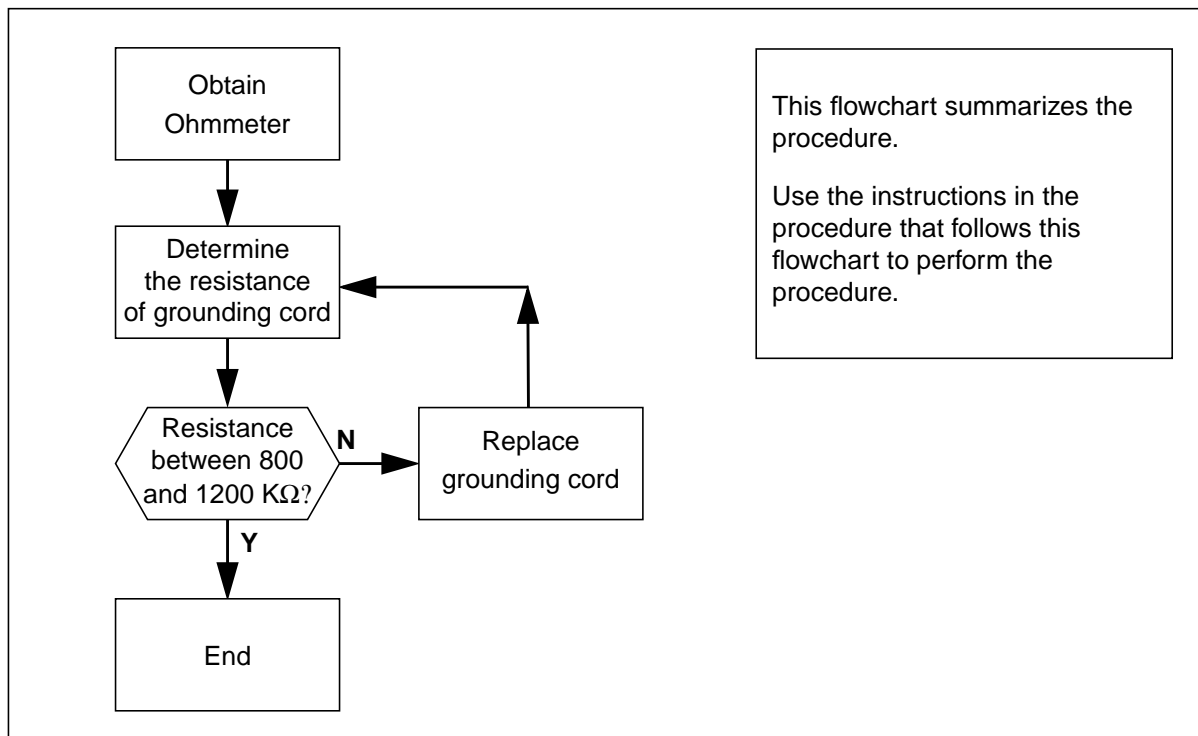 Obtain
Ohmmeter
Determine
the resistance
of grounding cord
Resistance
between 800
and 1200 KΩ?
N
Replace
grounding cord
Y
End
This flowchart summarizes the
procedure.
Use the instructions in the
procedure that follows this
flowchart to perform the
procedure.